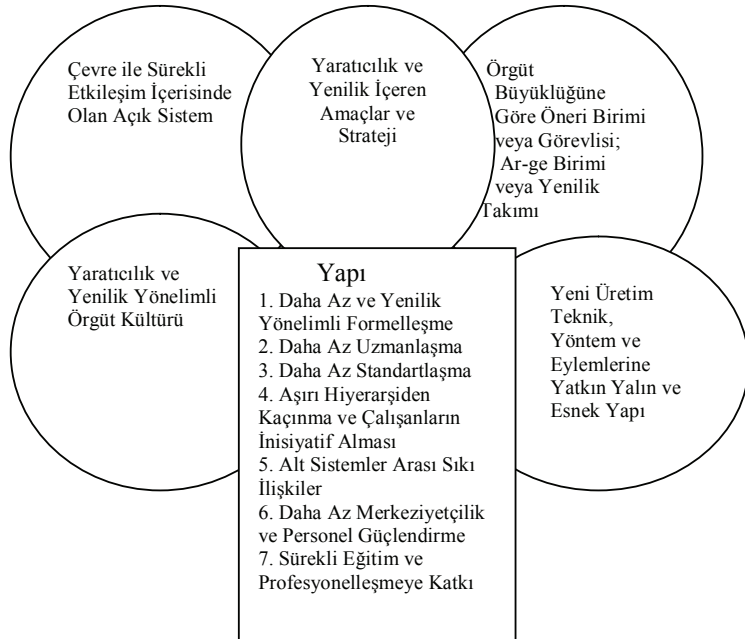 Çevre ile Sürekli
Etkileşim İçerisinde
Olan Açık Sistem
Yaratıcılık ve
Yenilik İçeren
Amaçlar ve
Strateji
Örgüt
Büyüklüğüne
Göre Öneri Birimi
veya Görevlisi;
Ar-ge Birimi
veya Yenilik
Takımı
Yaratıcılık ve
Yenilik Yönelimli
Örgüt Kültürü
Yapı
1. Daha Az ve Yenilik
Yönelimli Formelleşme
2. Daha Az Uzmanlaşma
3. Daha Az Standartlaşma
4. Aşırı Hiyerarşiden
Kaçınma ve Çalışanların
İnisiyatif Alması
5. Alt Sistemler Arası Sıkı
İlişkiler
6. Daha Az Merkeziyetçilik
ve Personel Güçlendirme
7. Sürekli Eğitim ve
Profesyonelleşmeye Katkı
Yeni Üretim
Teknik,
Yöntem ve
Eylemlerine
Yatkın Yalın ve
Esnek Yapı